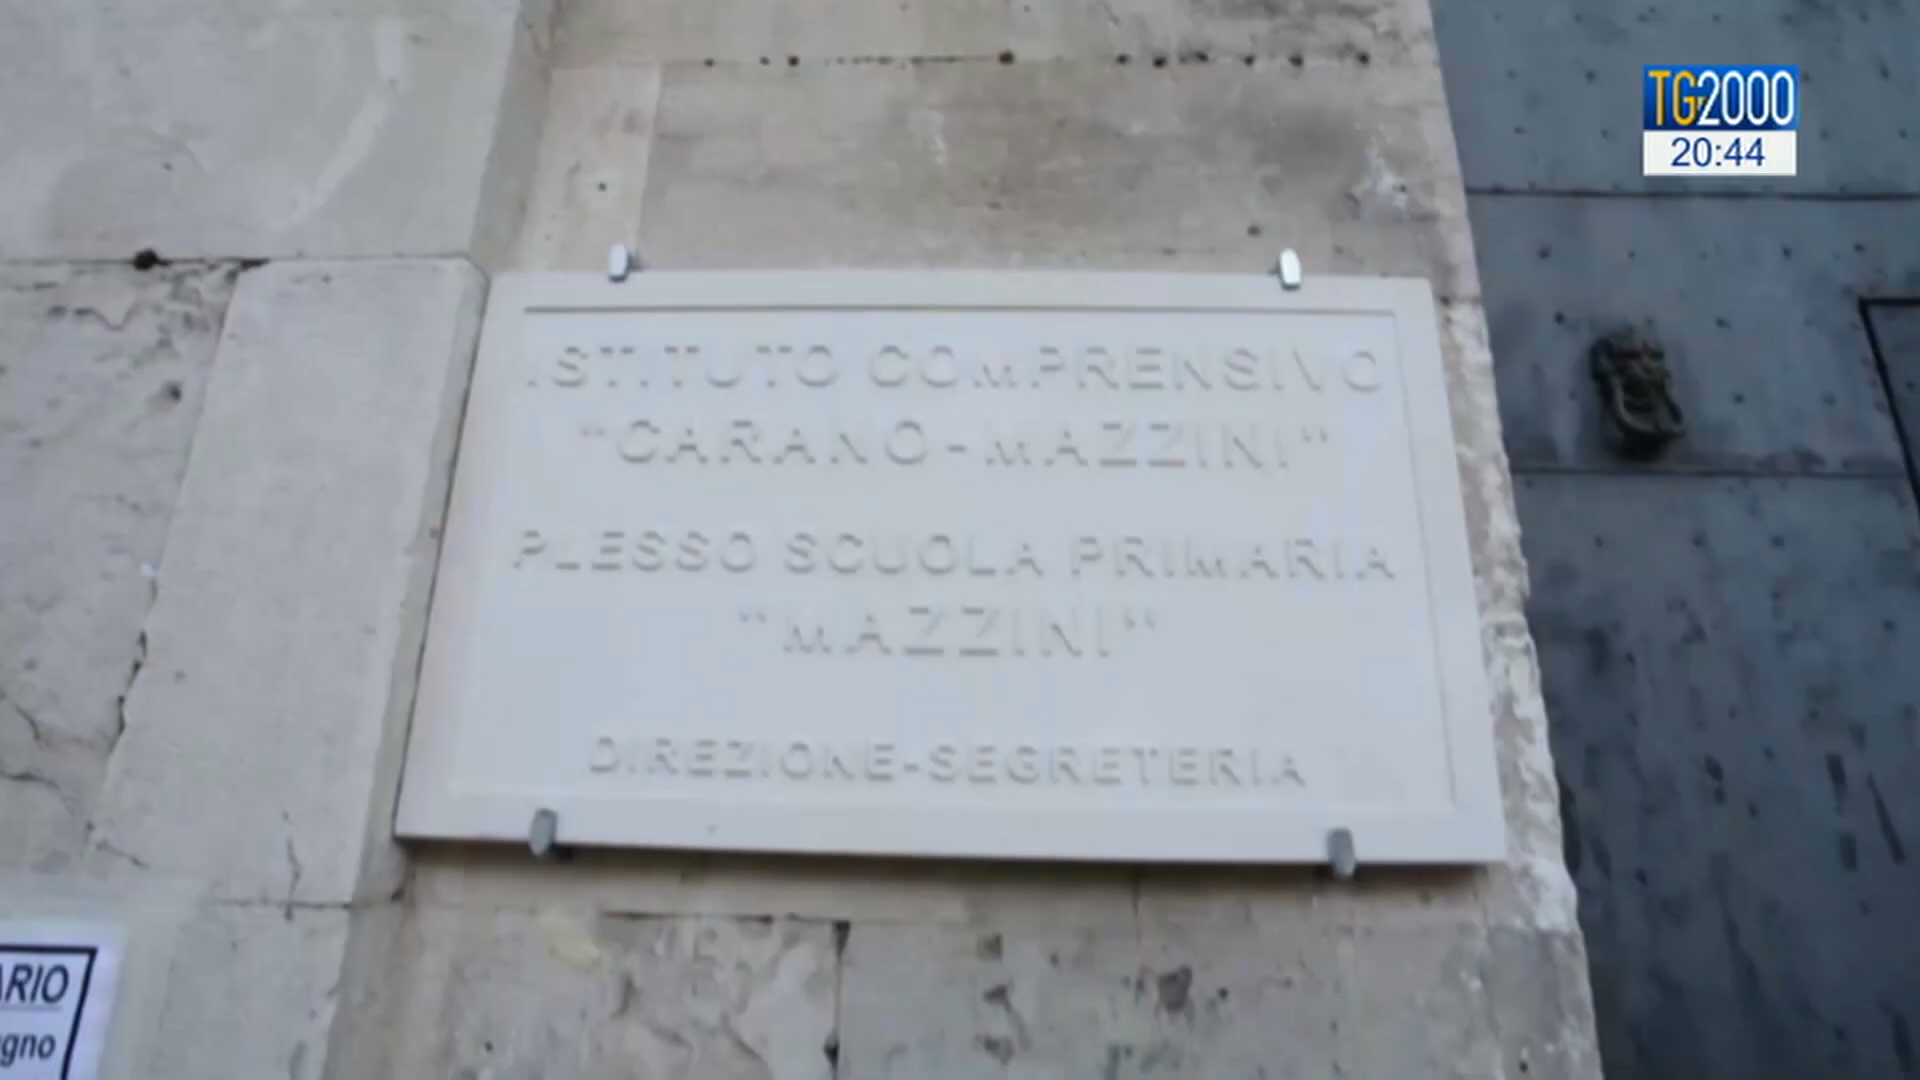 TG2000
20:44
ISTITUTO COMPRENSIVO
"CARANO-MAZZINI"
PLESSO SCUOLA PRIMARIA
"MAZZINI"
DIREZIONE-SEGRETERIA